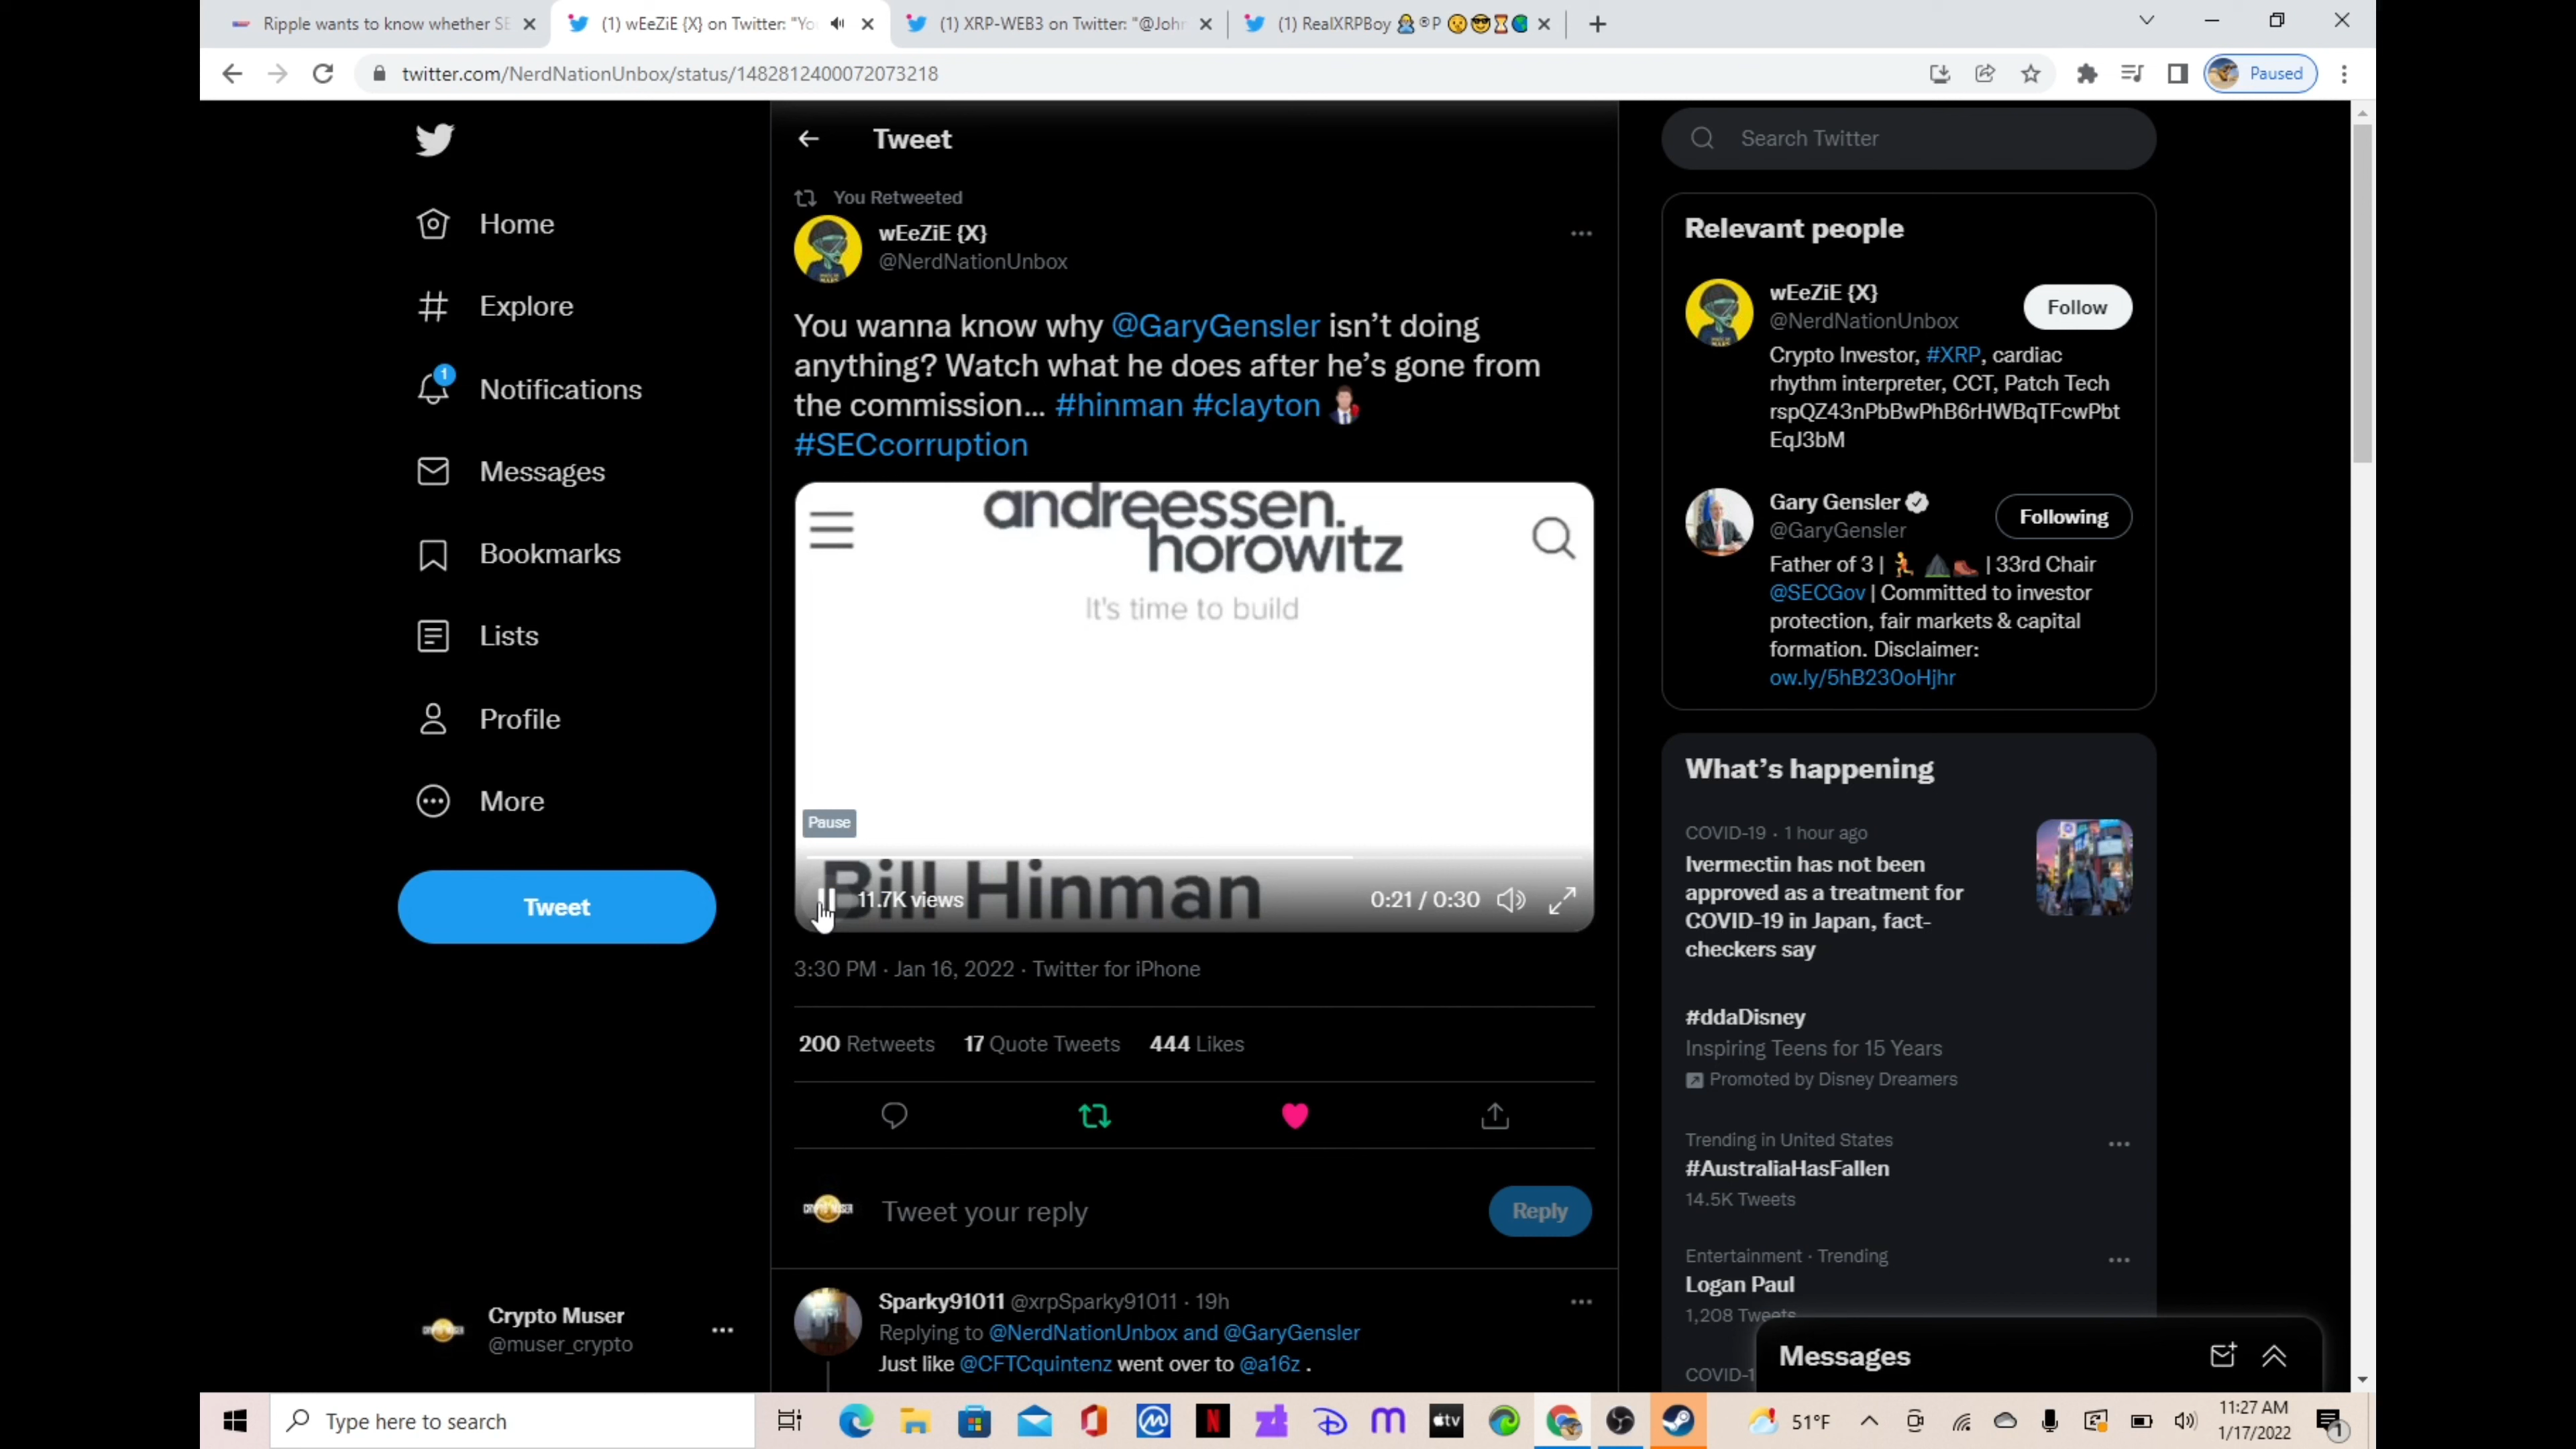 Ripple wants to know whether SE
(1) wEeZiE {X} on Twitter: "Yo
(1) XRP-WEB3 on Twitter: "@John
(1) RealXRPBoy
twitter.com/NerdNationUnbox/status/1482812400072073218
Paused
Home
Explore
1
Notifications
Messages
Bookmarks
Lists
Profile
More
Tweet
Crypto Muser
@muser_crypto
Tweet
You Retweeted
wEeZiE {X}
@NerdNationUnbox
You wanna know why @GaryGensler isn't doing
anything? Watch what he does after he's gone from
the commission... #hinman #clayton
#SECcorruption
andreessen.
horowitz
It's time to build
Pause
Bill Hinman
11.7K views
0:21 / 0:30
3:30 PM · Jan 16, 2022 · Twitter for iPhone
200 Retweets 17 Quote Tweets 444 Likes
Tweet your reply
Reply
Sparky91011 @xrpSparky91011 · 19h
Replying to @NerdNationUnbox and @GaryGensler
Just like @CFTCquintenz went over to @a16z .
Search Twitter
Relevant people
wEeZiE {X}
@NerdNationUnbox
Follow
Crypto Investor, #XRP, cardiac
rhythm interpreter, CCT, Patch Tech
rspQZ43nPbBwPhB6rHWBqTFcwPbt
EqJ3bM
Gary Gensler
@GaryGensler
Following
Father of 3 | | 33rd Chair
@SECGov | Committed to investor
protection, fair markets & capital
formation. Disclaimer:
ow.ly/5hB230oHjhr
What's happening
COVID-19 · 1 hour ago
Ivermectin has not been
approved as a treatment for
COVID-19 in Japan, fact-
checkers say
#ddaDisney
Inspiring Teens for 15 Years
Promoted by Disney Dreamers
Trending in United States
#AustraliaHasFallen
14.5K Tweets
Entertainment · Trending
Logan Paul
1,208 Tweets
COVID-1
Messages
Type here to search
tv
51°F
11:27 AM
1/17/2022
1